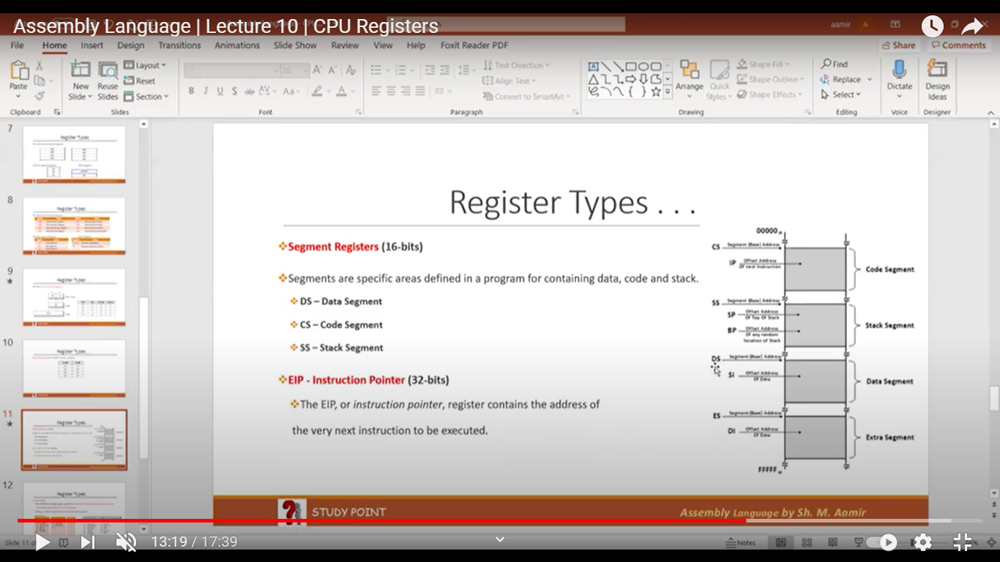 Assembly Language | Lecture 10 | CPU Registers
aamir A
File Home Insert Design Transitions Animations Slide Show Review View Help Foxit Reader PDF Share Comments
Paste
New Slide
Reuse Slides
Layout
Reset
Section
20
B I U S ab AV Aa A
Text Direction
Align Text
Convert to SmartArt
Arrange
Quick Styles
Shape Fill
Shape Outline
Shape Effects
Find
Replace
Select
Dictate
Design Ideas
Clipboard Slides Font Paragraph Drawing Editing Voice Designer
7
Register Types
8
Register Types . . .
9
Register Types . . .
10
Register Types . . .
11
Register Types . . .
12
Register Types . . .
Register Types . . .
Segment Registers (16-bits)
Segments are specific areas defined in a program for containing data, code and stack.
DS – Data Segment
CS – Code Segment
SS – Stack Segment
EIP - Instruction Pointer (32-bits)
The EIP, or instruction pointer, register contains the address of
the very next instruction to be executed.
00000 H
CS Segment (Base) Address
IP Offset Address
Of next Instruction
Code Segment
SS Segment (Base) Address
SP Offset Address
Of Top Of Stack
BP Offset Address
Of any random
location of Stack
Stack Segment
DS Segment (Base) Address
SI Offset Address
Of Data
Data Segment
ES Segment (Base) Address
DI Offset Address
Of Data
Extra Segment
FFFFF H
STUDY POINT
Assembly Language by Sh. M. Aamir
Slide 11
13:19 / 17:39
Notes